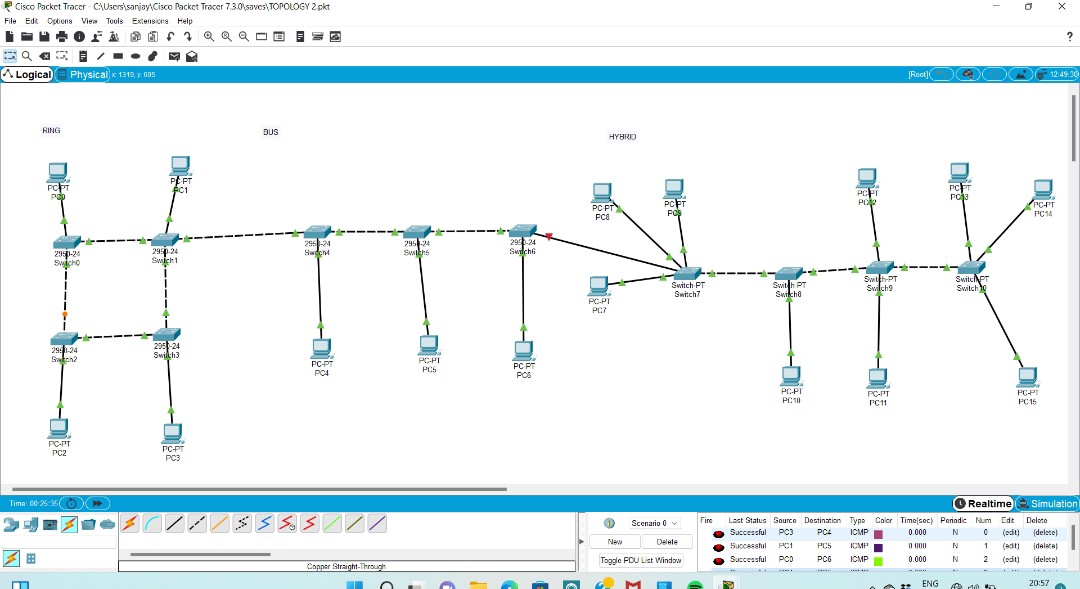 Cisco Packet Tracer - C:\Users\sanjay\Cisco Packet Tracer 7.3.0\saves\TOPOLOGY 2.pkt
File Edit Options View Tools Extensions Help
?
Logical Physical x: 1319, y: 695 [Root] 12:49:30
RING
BUS
HYBRID
PC-PT
PC0
PC-PT
PC1
2950-24
Switch0
2950-24
Switch1
2950-24
Switch2
2950-24
Switch3
PC-PT
PC2
PC-PT
PC3
2950-24
Switch4
2950-24
Switch5
2950-24
Switch6
PC-PT
PC4
PC-PT
PC5
PC-PT
PC6
PC-PT
PC8
PC-PT
PC9
PC-PT
PC7
Switch-PT
Switch7
Switch-PT
Switch8
Switch-PT
Switch9
Switch-PT
Switch10
PC-PT
PC12
PC-PT
PC13
PC-PT
PC14
PC-PT
PC10
PC-PT
PC11
PC-PT
PC15
Time: 00:25:35 Realtime Simulation
Scenario 0
New Delete
Toggle PDU List Window
Fire Last Status Source Destination Type Color Time(sec) Periodic Num Edit Delete
Successful PC3 PC4 ICMP 0.000 N 0 (edit) (delete)
Successful PC1 PC5 ICMP 0.000 N 1 (edit) (delete)
Successful PC0 PC6 ICMP 0.000 N 2 (edit) (delete)
Copper Straight-Through
ENG 20:57